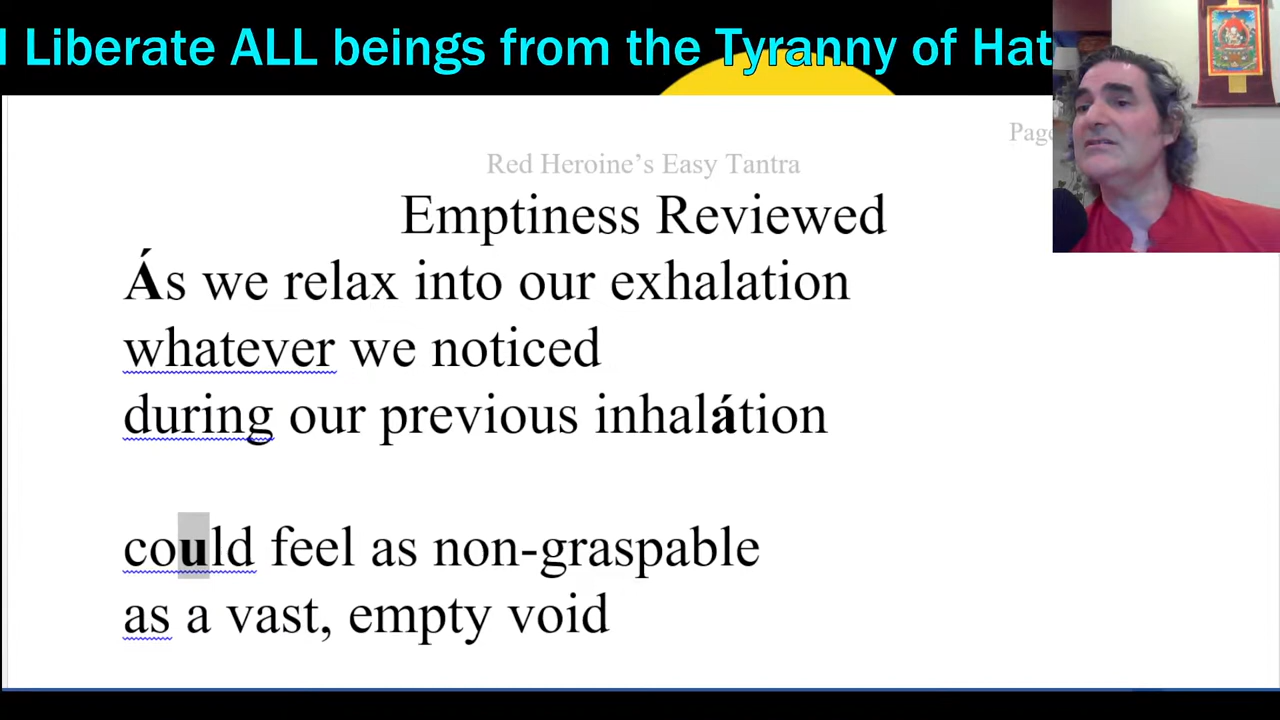 Liberate ALL beings from the Tyranny of
Page
Red Heroine’s Easy Tantra
Emptiness Reviewed
Ás we relax into our exhalation
whatever we noticed
during our previous inhalátion
could feel as non-graspable
as a vast, empty void